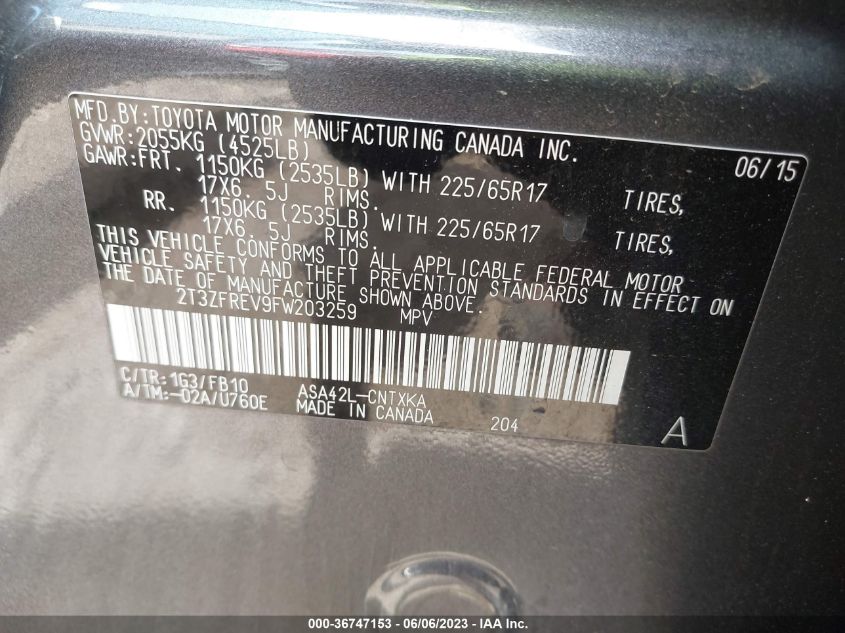 MFD.BY:TOYOTA MOTOR MANUFACTURING CANADA INC. 06/15
GVWR:2055KG (4525LB)
GAWR:FRT. 1150KG (2535LB) WITH 225/65R17 TIRES,
17X6. 5J RIMS.
RR. 1150KG (2535LB) WITH 225/65R17 TIRES,
17X6. 5J RIMS.
THIS VEHICLE CONFORMS TO ALL APPLICABLE FEDERAL MOTOR
VEHICLE SAFETY AND THEFT PREVENTION STANDARDS IN EFFECT ON
THE DATE OF MANUFACTURE SHOWN ABOVE.
2T3ZFREV9FW203259 MPV
C/TR:1G3/FB10 ASA42L-CNTXKA
A/TM:-02A/U760E MADE IN CANADA 204 A
000-36747153 - 06/06/2023 - IAA Inc.